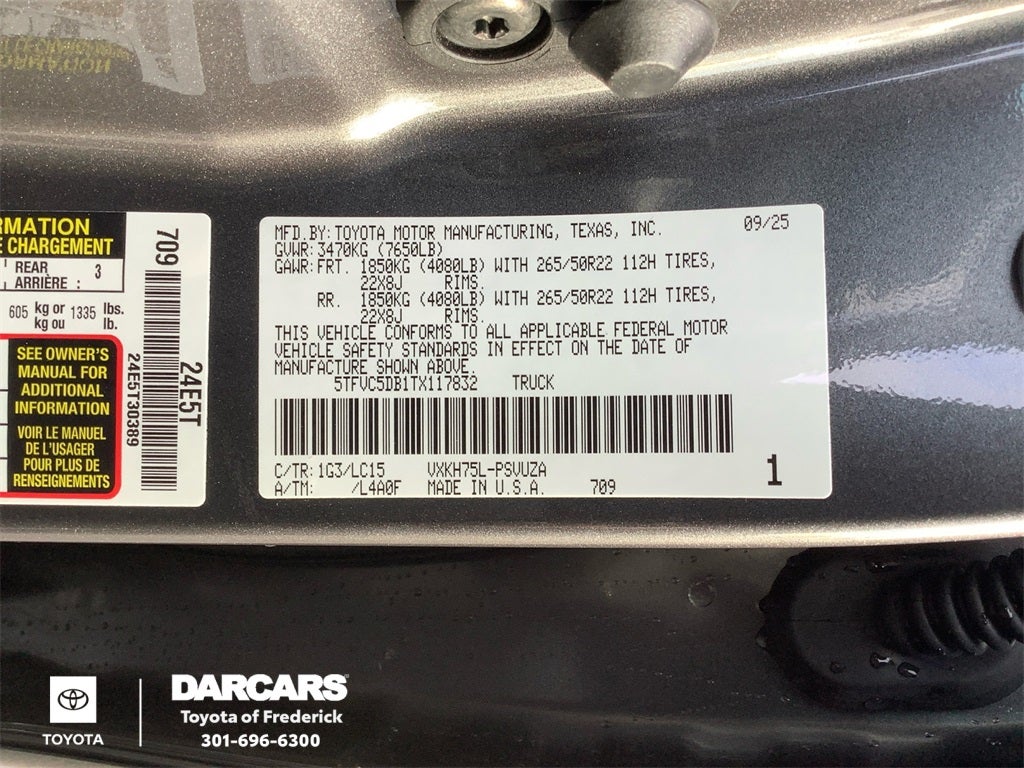 RMATION
E CHARGEMENT
REAR
ARRIÈRE : 3
605 kg or 1335 lbs.
kg ou lb.
SEE OWNER'S
MANUAL FOR
ADDITIONAL
INFORMATION
VOIR LE MANUEL
DE L'USAGER
POUR PLUS DE
RENSEIGNEMENTS
709
24E5T30389
24E5T
MFD.BY:TOYOTA MOTOR MANUFACTURING, TEXAS, INC. 09/25
GVWR:3470KG (7650LB)
GAWR:FRT. 1850KG (4080LB) WITH 265/50R22 112H TIRES,
22X8J RIMS.
RR. 1850KG (4080LB) WITH 265/50R22 112H TIRES,
22X8J RIMS.
THIS VEHICLE CONFORMS TO ALL APPLICABLE FEDERAL MOTOR
VEHICLE SAFETY STANDARDS IN EFFECT ON THE DATE OF
MANUFACTURE SHOWN ABOVE.
5TFVC5DB1TX117832 TRUCK
C/TR:1G3/LC15 VXKH75L-PSVUZA
A/TM: /L4A0F MADE IN U.S.A. 709
1
TOYOTA
DARCARS
Toyota of Frederick
301-696-6300